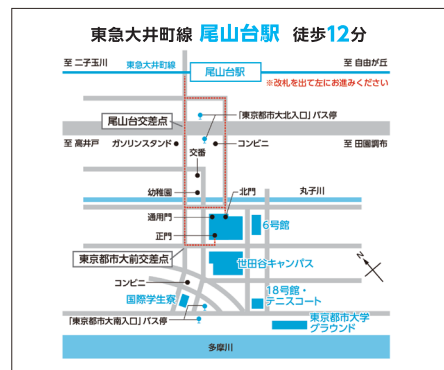 東急大井町線 尾山台駅 徒歩12分
至 二子玉川 東急大井町線 尾山台駅 至 自由が丘
※改札を出て左にお進みください
尾山台交差点
「東京都市大北入口」バス停
至 高井戸 ガソリンスタンド コンビニ 至 田園調布
交番
幼稚園 北門 丸子川
通用門
6号館
正門
東京都市大前交差点
世田谷キャンパス
N
コンビニ
国際学生寮
18号館・
テニスコート
「東京都市大南入口」バス停
東京都市大学
グラウンド
多摩川